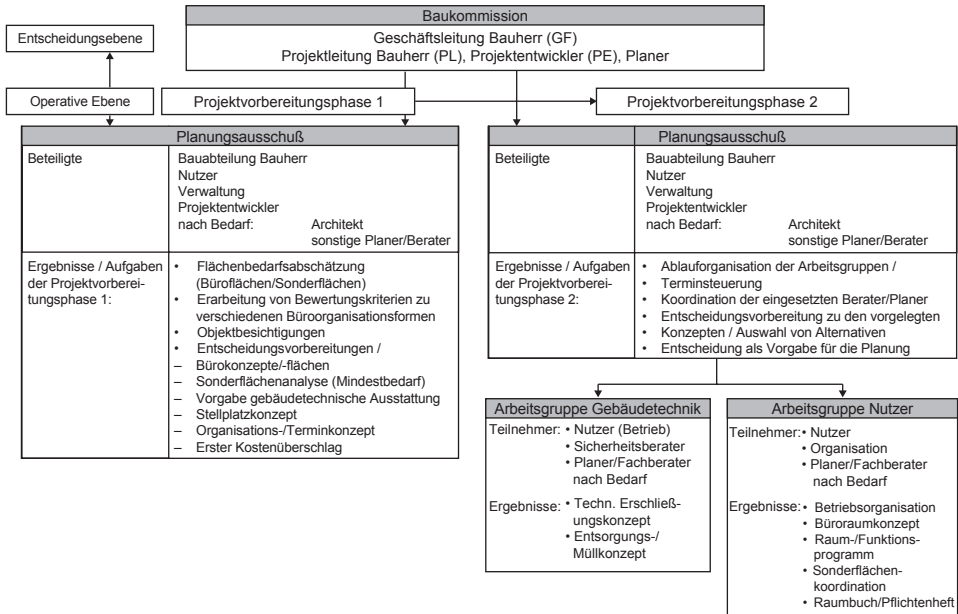 Baukommission
Geschäftsleitung Bauherr (GF)
Projektleitung Bauherr (PL), Projektentwickler (PE), Planer
Entscheidungsebene
Operative Ebene
Projektvorbereitungsphase 1
Projektvorbereitungsphase 2
Planungsausschuß
Beteiligte
Bauabteilung Bauherr
Nutzer
Verwaltung
Projektentwickler
nach Bedarf: Architekt
sonstige Planer/Berater
Ergebnisse / Aufgaben
der Projektvorberei-
tungsphase 1:
• Flächenbedarfsabschätzung
(Büroflächen/Sonderflächen)
• Erarbeitung von Bewertungskriterien zu
verschiedenen Büroorganisationsformen
• Objektbesichtigungen
• Entscheidungsvorbereitungen /
– Bürokonzepte/-flächen
– Sonderflächenanalyse (Mindestbedarf)
– Vorgabe gebäudetechnische Ausstattung
– Stellplatzkonzept
– Organisations-/Terminkonzept
– Erster Kostenüberschlag
Planungsausschuß
Beteiligte
Bauabteilung Bauherr
Nutzer
Verwaltung
Projektentwickler
nach Bedarf: Architekt
sonstige Planer/Berater
Ergebnisse / Aufgaben
der Projektvorberei-
tungsphase 2:
• Ablauforganisation der Arbeitsgruppen /
• Terminsteuerung
• Koordination der eingesetzten Berater/Planer
• Entscheidungsvorbereitung zu den vorgelegten
• Konzepten / Auswahl von Alternativen
• Entscheidung als Vorgabe für die Planung
Arbeitsgruppe Gebäudetechnik
Teilnehmer: • Nutzer (Betrieb)
• Sicherheitsberater
• Planer/Fachberater
nach Bedarf
Ergebnisse: • Techn. Erschließ-
ungskonzept
• Entsorgungs-/
Müllkonzept
Arbeitsgruppe Nutzer
Teilnehmer: • Nutzer
• Organisation
• Planer/Fachberater
nach Bedarf
Ergebnisse: • Betriebsorganisation
• Büroraumkonzept
• Raum-/Funktions-
programm
• Sonderflächen-
koordination
• Raumbuch/Pflichtenheft